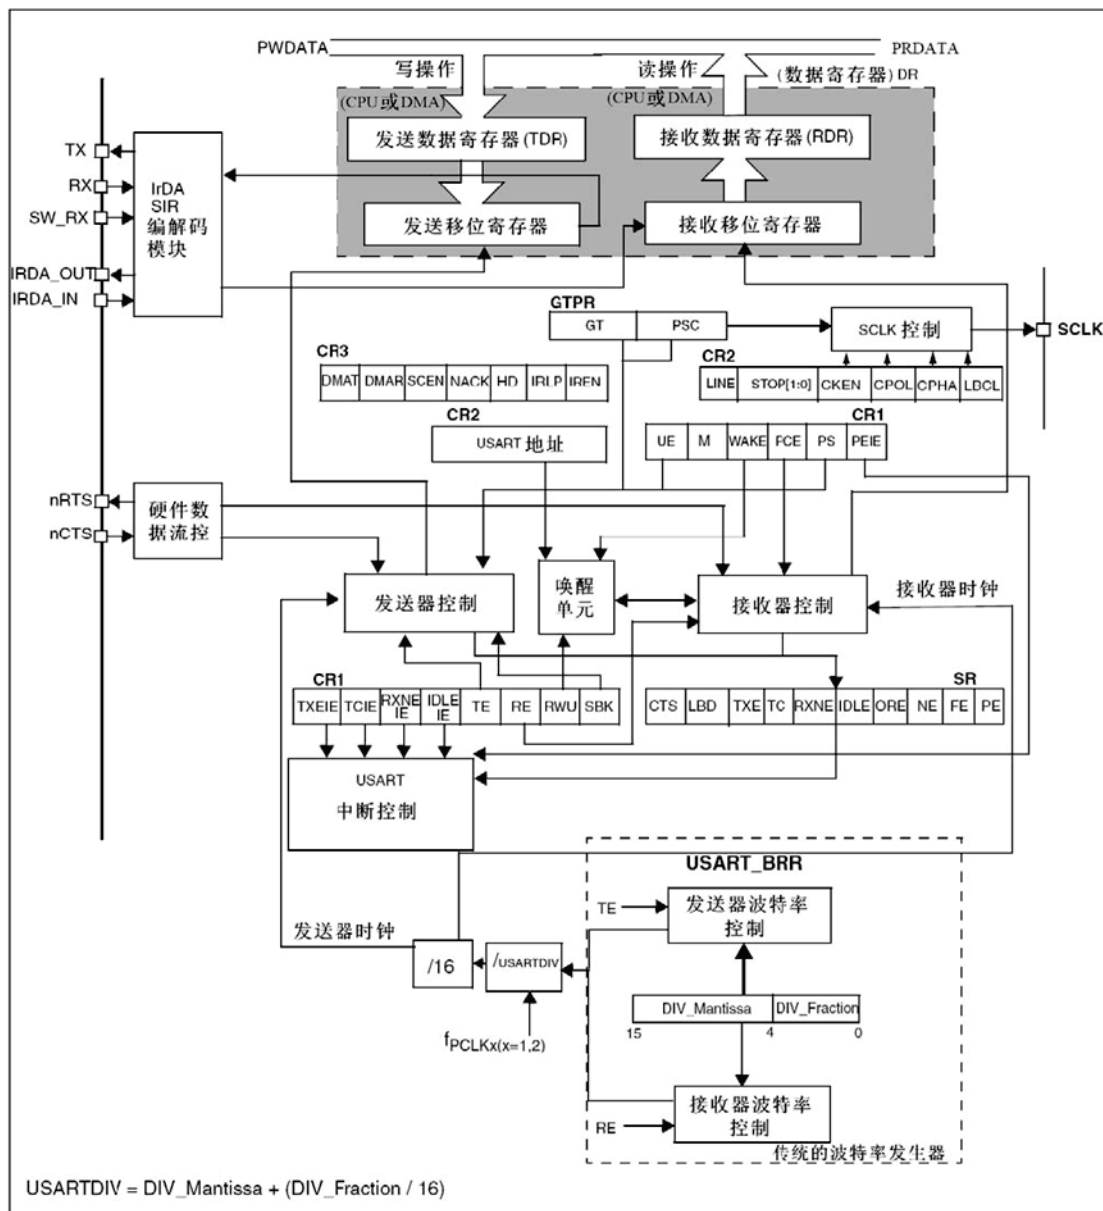 PWDATA
PRDATA
写操作
读操作
(数据寄存器)DR
(CPU或DMA)
(CPU或DMA)
发送数据寄存器(TDR)
接收数据寄存器(RDR)
TX
RX
SW_RX
IRDA_OUT
IRDA_IN
IrDA
SIR
编解码
模块
发送移位寄存器
接收移位寄存器
GTPR
GT
PSC
SCLK 控制
SCLK
CR3
DMAT
DMAR
SCEN
NACK
HD
IRLP
IREN
CR2
LINE
STOP[1:0]
CKEN
CPOL
CPHA
LBCL
CR2
USART 地址
CR1
UE
M
WAKE
PCE
PS
PEIE
nRTS
nCTS
硬件数
据流控
发送器控制
唤醒
单元
接收器控制
接收器时钟
CR1
TXEIE
TCIE
RXNE
IE
IDLE
IE
TE
RE
RWU
SBK
SR
CTS
LBD
TXE
TC
RXNE
IDLE
ORE
NE
FE
PE
USART
中断控制
USART_BRR
TE
发送器波特率
控制
发送器时钟
/16
/USARTDIV
fPCLKx(x=1,2)
DIV_Mantissa
DIV_Fraction
15
4
0
RE
接收器波特率
控制
传统的波特率发生器
USARTDIV = DIV_Mantissa + (DIV_Fraction / 16)